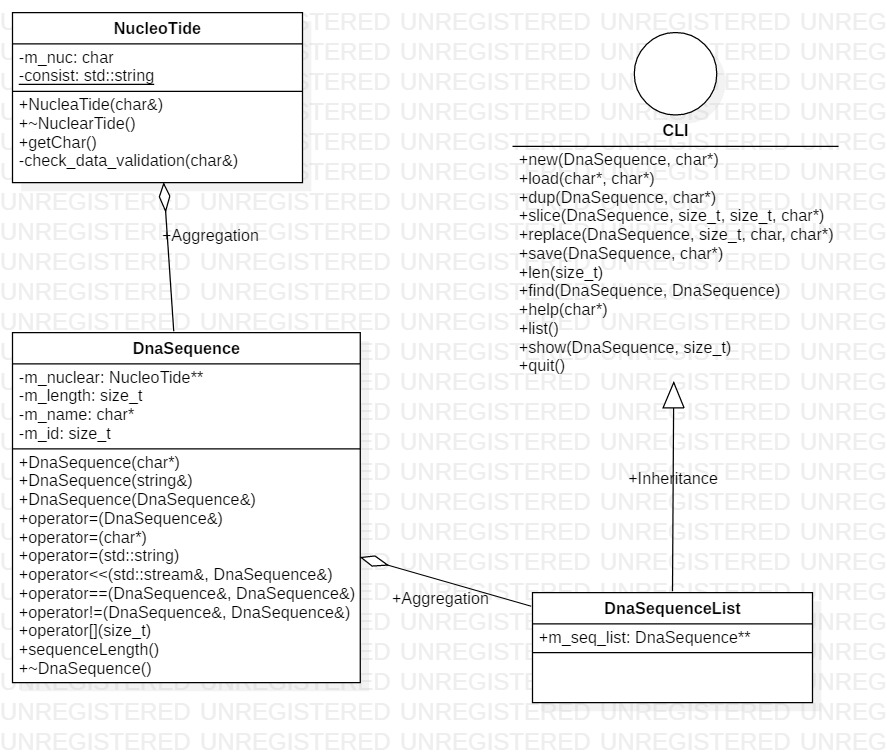 NucleoTide
-m_nuc: char
-consist: std::string
+NucleaTide(char&)
+~NuclearTide()
+getChar()
-check_data_validation(char&)
+Aggregation
CLI
+new(DnaSequence, char*)
+load(char*, char*)
+dup(DnaSequence, char*)
+slice(DnaSequence, size_t, size_t, char*)
+replace(DnaSequence, size_t, char, char*)
+save(DnaSequence, char*)
+len(size_t)
+find(DnaSequence, DnaSequence)
+help(char*)
+list()
+show(DnaSequence, size_t)
+quit()
DnaSequence
-m_nuclear: NucleoTide**
-m_length: size_t
-m_name: char*
-m_id: size_t
+DnaSequence(char*)
+DnaSequence(string&)
+DnaSequence(DnaSequence&)
+operator=(DnaSequence&)
+operator=(char*)
+operator=(std::string)
+operator<<(std::stream&, DnaSequence&)
+operator==(DnaSequence&, DnaSequence&)
+operator!=(DnaSequence&, DnaSequence&)
+operator[](size_t)
+sequenceLength()
+~DnaSequence()
+Inheritance
+Aggregation
DnaSequenceList
+m_seq_list: DnaSequence**
UNREGISTERED